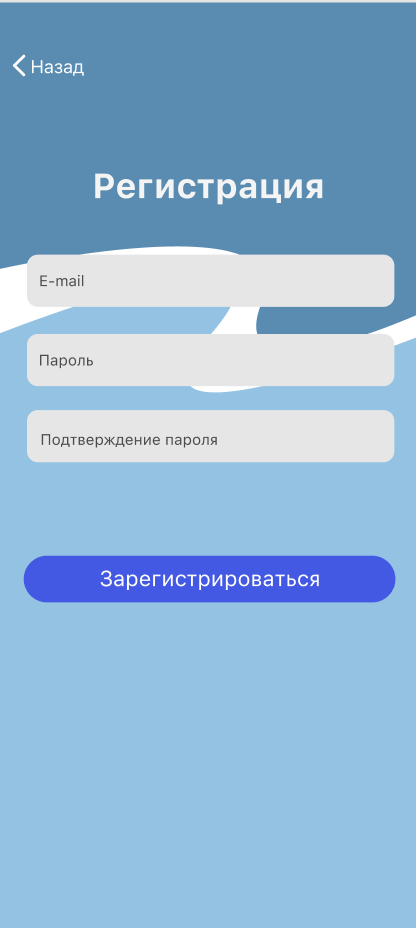 Назад
Регистрация
E-mail
Пароль
Подтверждение пароля
Зарегистрироваться